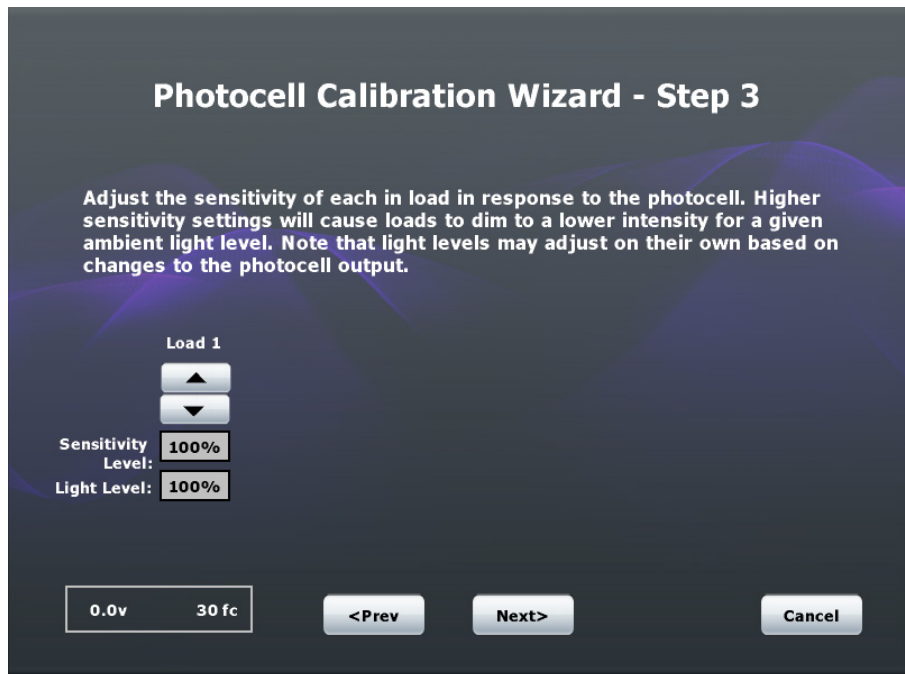 Photocell Calibration Wizard - Step 3
Adjust the sensitivity of each in load in response to the photocell. Higher
sensitivity settings will cause loads to dim to a lower intensity for a given
ambient light level. Note that light levels may adjust on their own based on
changes to the photocell output.
Load 1
Sensitivity
Level:
100%
Light Level: 100%
0.0v 30 fc
<Prev
Next>
Cancel